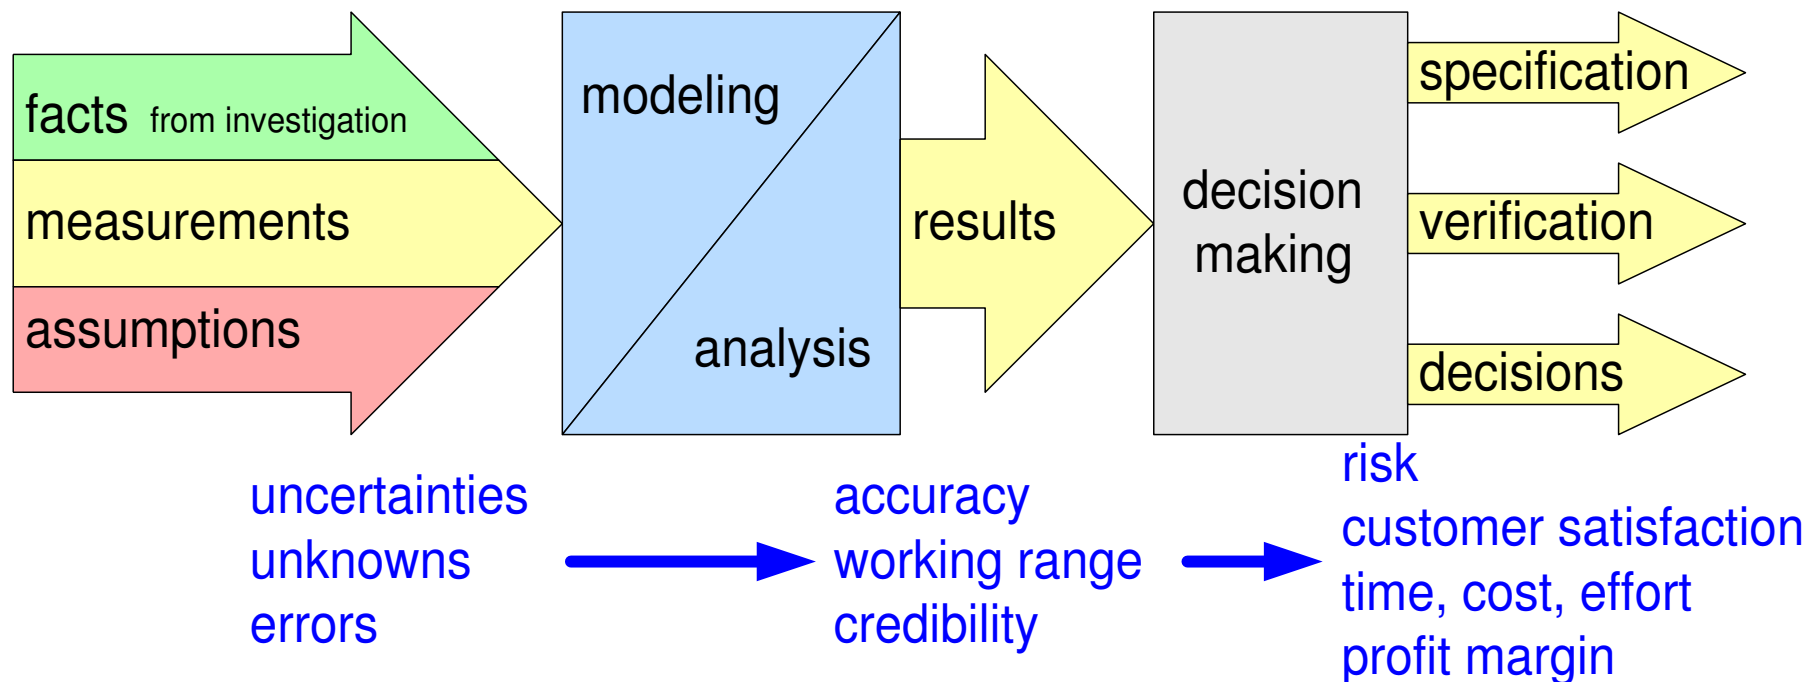 facts from investigation
measurements
assumptions
modeling
analysis
results
decision
making
specification
verification
decisions
uncertainties
unknowns
errors
accuracy
working range
credibility
risk
customer satisfaction
time, cost, effort
profit margin